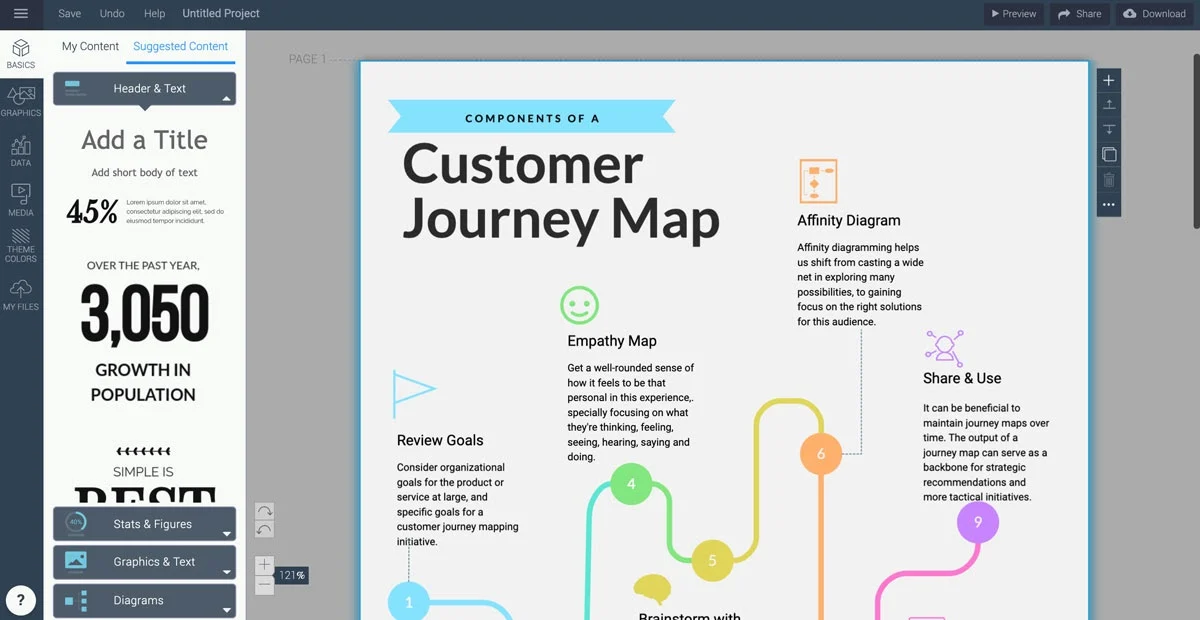 Save Undo Help Untitled Project
Preview Share Download
BASICS
GRAPHICS
DATA
MEDIA
THEME
COLORS
MY FILES
?
My Content Suggested Content
Header & Text
Add a Title
Add short body of text
45%
Lorem ipsum dolor sit amet,
consectetur adipiscing elit, sed do
eiusmod tempor incididunt.
OVER THE PAST YEAR,
3,050
GROWTH IN
POPULATION
SIMPLE IS
BEST
40%
Stats & Figures
Graphics & Text
Diagrams
121%
PAGE 1
COMPONENTS OF A
Customer
Journey Map
Affinity Diagram
Affinity diagramming helps
us shift from casting a wide
net in exploring many
possibilities, to gaining
focus on the right solutions
for this audience.
Empathy Map
Get a well-rounded sense of
how it feels to be that
personal in this experience,.
specially focusing on what
they're thinking, feeling,
seeing, hearing, saying and
doing.
Share & Use
It can be beneficial to
maintain journey maps over
time. The output of a
journey map can serve as a
backbone for strategic
recommendations and
more tactical initiatives.
Review Goals
Consider organizational
goals for the product or
service at large, and
specific goals for a
customer journey mapping
initiative.
6
4
9
5
1
Brainstorm with